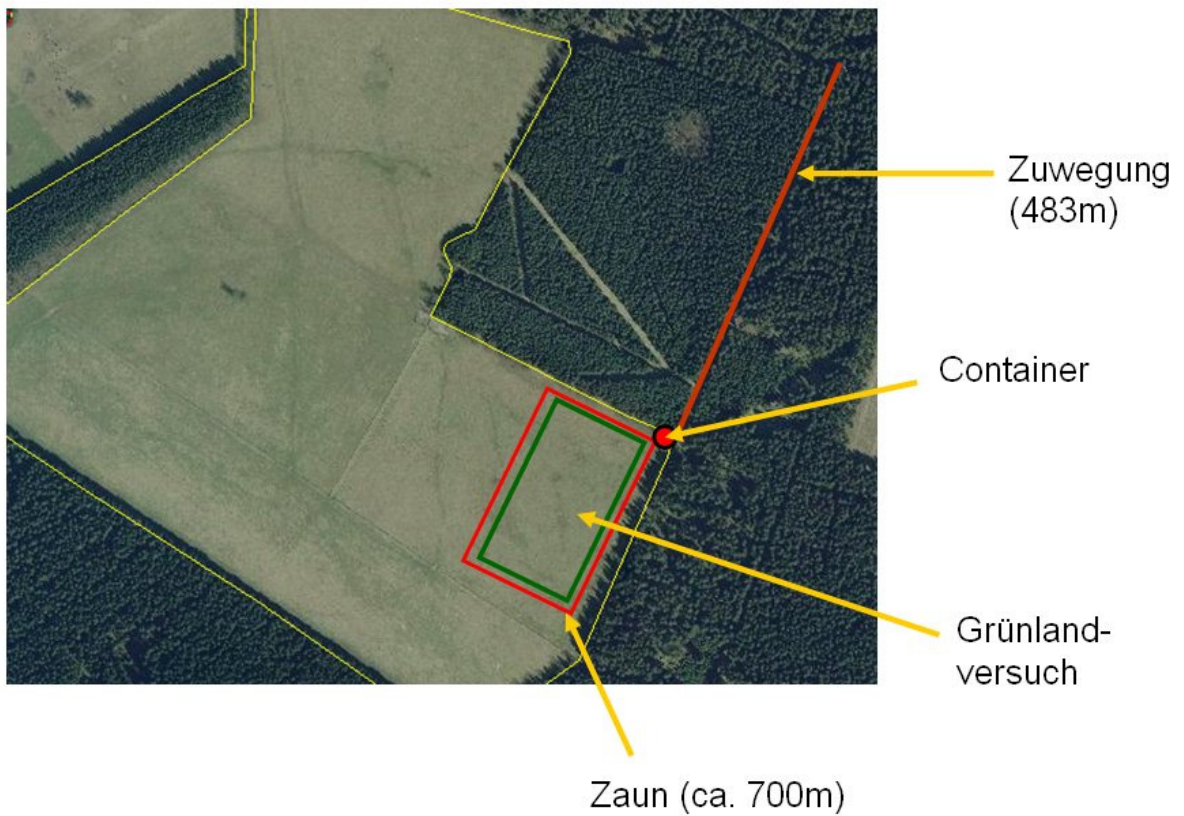 Zuwegung
(483m)
Container
Grünland-
versuch
Zaun (ca. 700m)